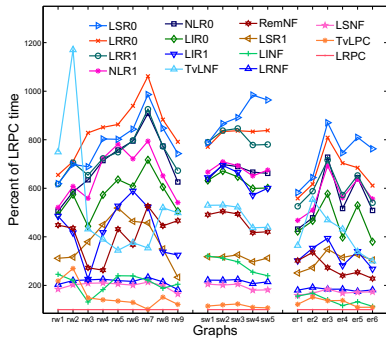 LSR0 NLR0 RemNF LSNF
LRR0 LIR0 LSR1 TvLPC
LRR1 LIR1 LINF LRPC
NLR1 TvLNF LRNF
Percent of LRPC time
1200
1000
800
600
400
200
rw1 rw2 rw3 rw4 rw5 rw6 rw7 rw8 rw9 sw1 sw2 sw3 sw4 sw5 er1 er2 er3 er4 er5 er6
Graphs